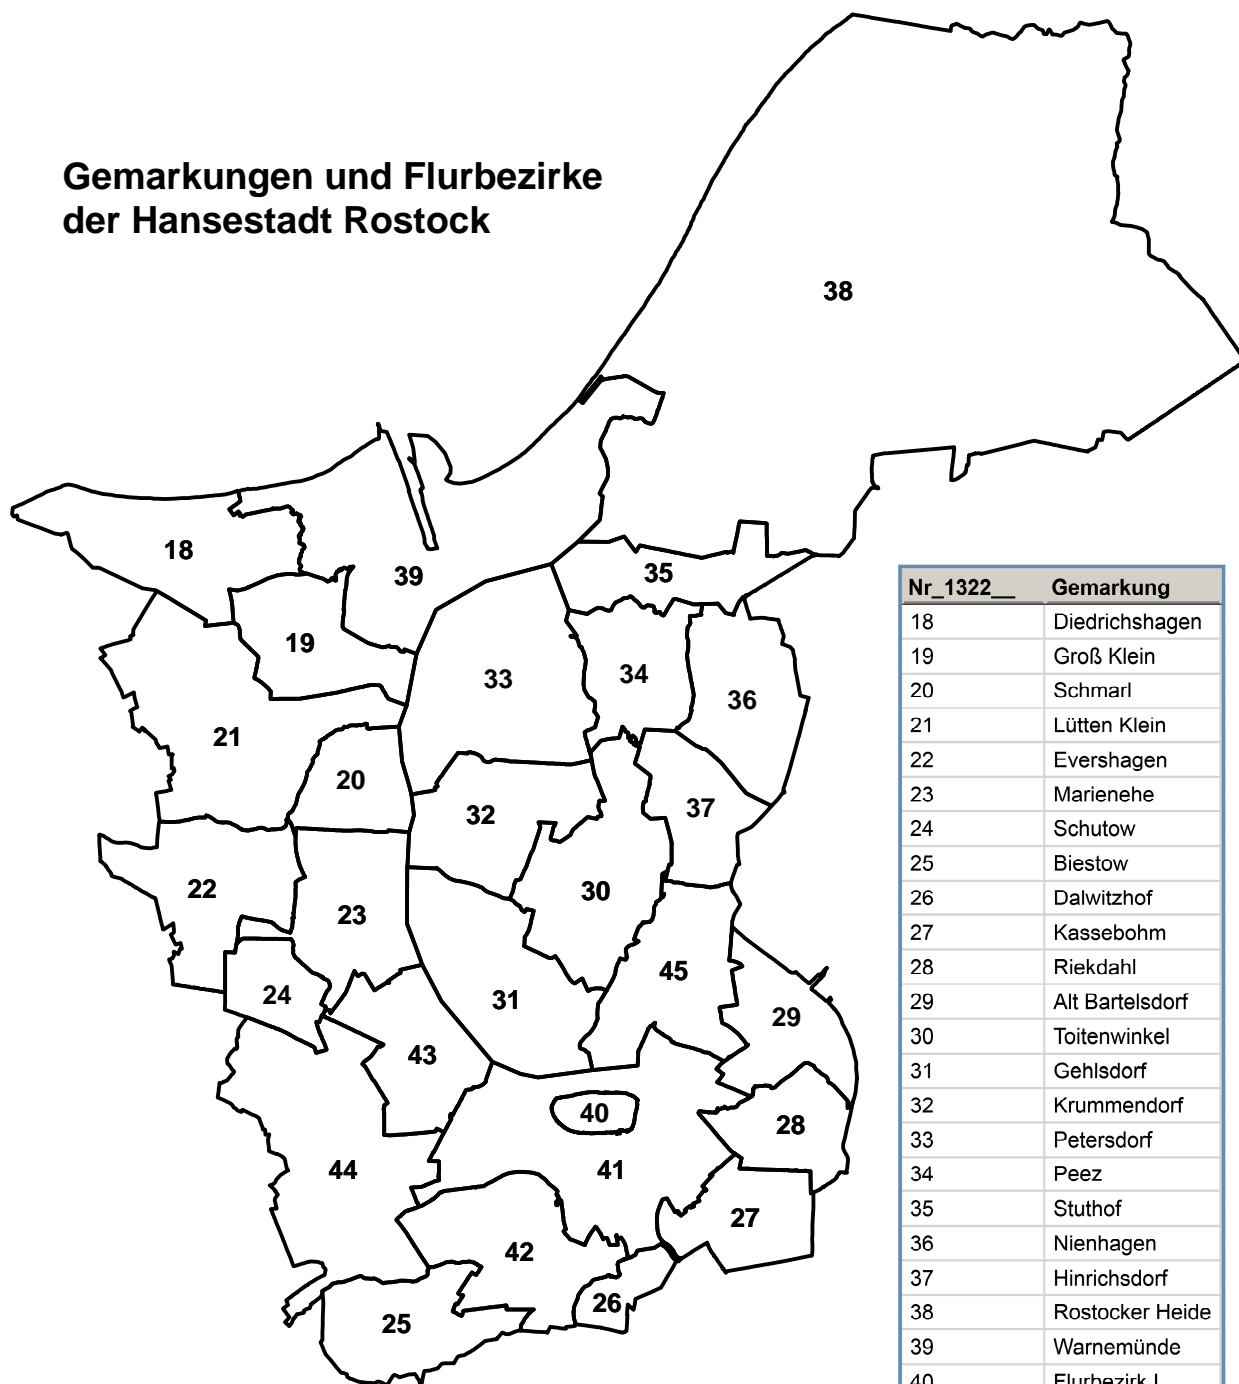 Gemarkungen und Flurbezirke
der Hansestadt Rostock
38
18
39
35
19
33
34
36
21
20
32
37
22
30
23
45
24
31
29
43
40
28
44
41
27
42
26
25
Nr_1322__ Gemarkung
18 Diedrichshagen
19 Groß Klein
20 Schmarl
21 Lütten Klein
22 Evershagen
23 Marienehe
24 Schutow
25 Biestow
26 Dalwitzhof
27 Kassebohm
28 Riekdahl
29 Alt Bartelsdorf
30 Toitenwinkel
31 Gehlsdorf
32 Krummendorf
33 Petersdorf
34 Peez
35 Stuthof
36 Nienhagen
37 Hinrichsdorf
38 Rostocker Heide
39 Warnemünde
40 Flurbezirk I